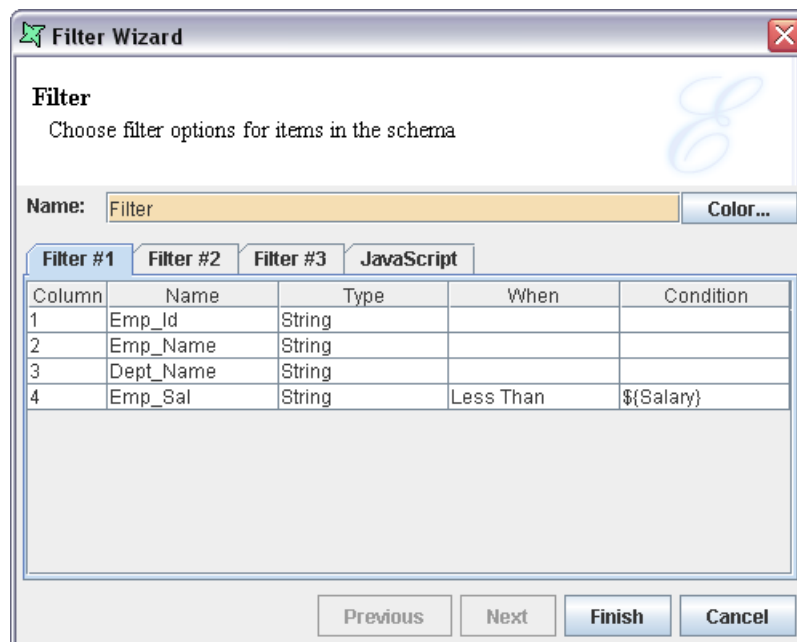 Filter Wizard
Filter
Choose filter options for items in the schema
Name: Filter Color...
Filter #1 Filter #2 Filter #3 JavaScript
Column Name Type When Condition
1 Emp_Id String
2 Emp_Name String
3 Dept_Name String
4 Emp_Sal String Less Than ${Salary}
Previous Next Finish Cancel